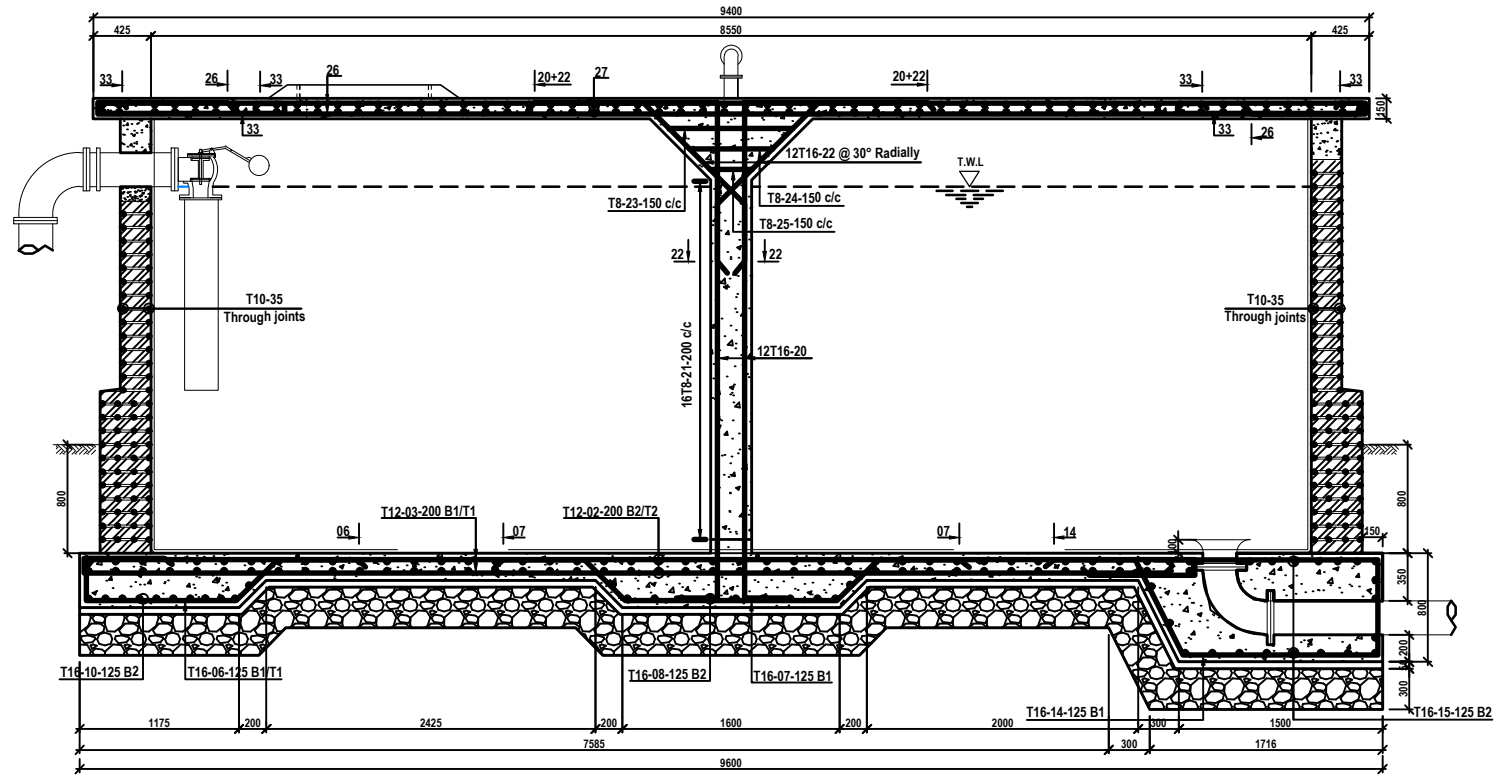 9400
425
8550
425
33
26
33
26
20+22
27
20+22
33
33
150
33
33
26
12T16-22 @ 30° Radially
T.W.L
T8-23-150 c/c
T8-24-150 c/c
T8-25-150 c/c
22
22
T10-35
Through joints
T10-35
Through joints
16T8-21-200 c/c
12T16-20
800
800
T12-03-200 B1/T1
T12-02-200 B2/T2
06
07
07
14
150
350
800
200
300
T16-10-125 B2
T16-06-125 B1/T1
T16-08-125 B2
T16-07-125 B1
T16-14-125 B1
T16-15-125 B2
1175
200
2425
200
1600
200
2000
300
1500
7585
300
1716
9600